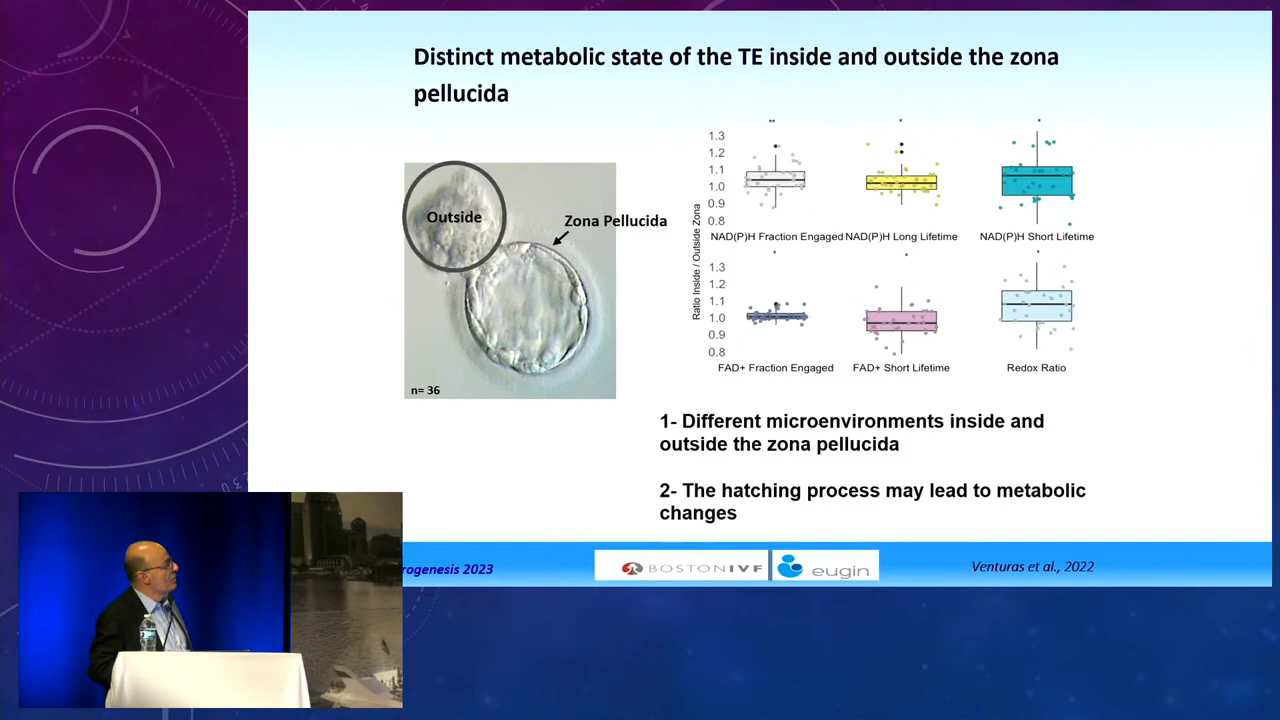 Distinct metabolic state of the TE inside and outside the zona
pellucida
Outside
Zona Pellucida
n= 36
Ratio Inside / Outside Zona
** * *
1.3
1.2
1.1
1.0
0.9
0.8
NAD(P)H Fraction Engaged NAD(P)H Long Lifetime NAD(P)H Short Lifetime
* * *
1.3
1.2
1.1
1.0
0.9
0.8
FAD+ Fraction Engaged FAD+ Short Lifetime Redox Ratio
1- Different microenvironments inside and
outside the zona pellucida
2- The hatching process may lead to metabolic
changes
rogenesis 2023
BOSTON IVF
eugin
Venturas et al., 2022